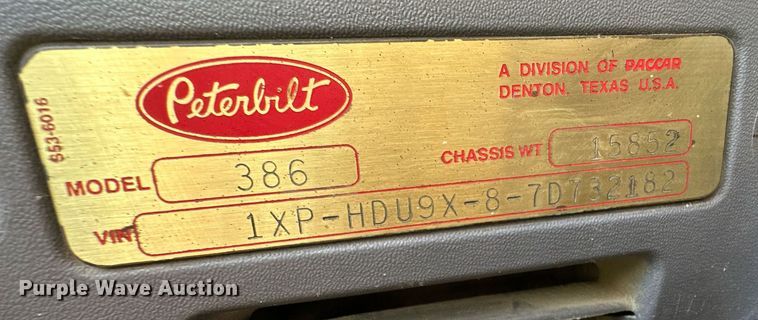 Peterbilt
A DIVISION OF PACCAR
DENTON, TEXAS U.S.A.
553-6016
MODEL 386
CHASSIS WT 15852
VIN 1XP-HDU9X-8-7D732182
Purple Wave Auction